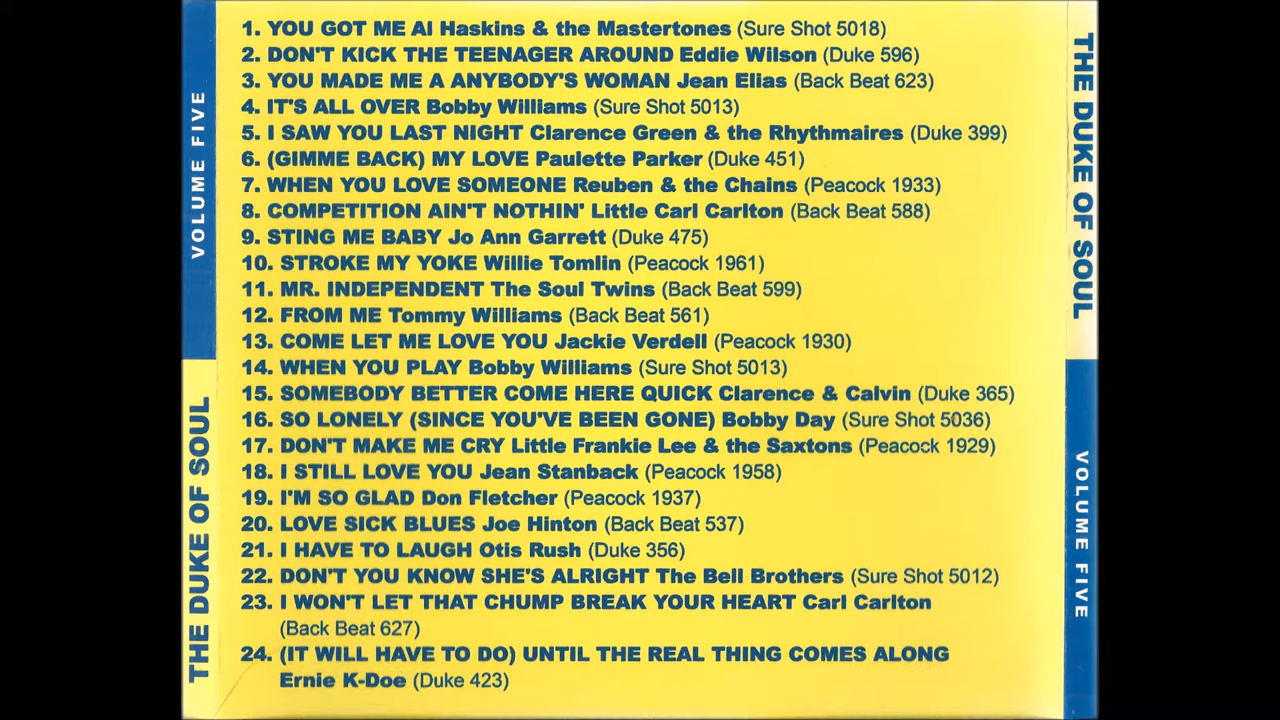 VOLUME FIVE
THE DUKE OF SOUL
1. YOU GOT ME Al Haskins & the Mastertones (Sure Shot 5018)
2. DON'T KICK THE TEENAGER AROUND Eddie Wilson (Duke 596)
3. YOU MADE ME A ANYBODY'S WOMAN Jean Elias (Back Beat 623)
4. IT'S ALL OVER Bobby Williams (Sure Shot 5013)
5. I SAW YOU LAST NIGHT Clarence Green & the Rhythmaires (Duke 399)
6. (GIMME BACK) MY LOVE Paulette Parker (Duke 451)
7. WHEN YOU LOVE SOMEONE Reuben & the Chains (Peacock 1933)
8. COMPETITION AIN'T NOTHIN' Little Carl Carlton (Back Beat 588)
9. STING ME BABY Jo Ann Garrett (Duke 475)
10. STROKE MY YOKE Willie Tomlin (Peacock 1961)
11. MR. INDEPENDENT The Soul Twins (Back Beat 599)
12. FROM ME Tommy Williams (Back Beat 561)
13. COME LET ME LOVE YOU Jackie Verdell (Peacock 1930)
14. WHEN YOU PLAY Bobby Williams (Sure Shot 5013)
15. SOMEBODY BETTER COME HERE QUICK Clarence & Calvin (Duke 365)
16. SO LONELY (SINCE YOU'VE BEEN GONE) Bobby Day (Sure Shot 5036)
17. DON'T MAKE ME CRY Little Frankie Lee & the Saxtons (Peacock 1929)
18. I STILL LOVE YOU Jean Stanback (Peacock 1958)
19. I'M SO GLAD Don Fletcher (Peacock 1937)
20. LOVE SICK BLUES Joe Hinton (Back Beat 537)
21. I HAVE TO LAUGH Otis Rush (Duke 356)
22. DON'T YOU KNOW SHE'S ALRIGHT The Bell Brothers (Sure Shot 5012)
23. I WON'T LET THAT CHUMP BREAK YOUR HEART Carl Carlton
(Back Beat 627)
24. (IT WILL HAVE TO DO) UNTIL THE REAL THING COMES ALONG
Ernie K-Doe (Duke 423)
THE DUKE OF SOUL
VOLUME FIVE